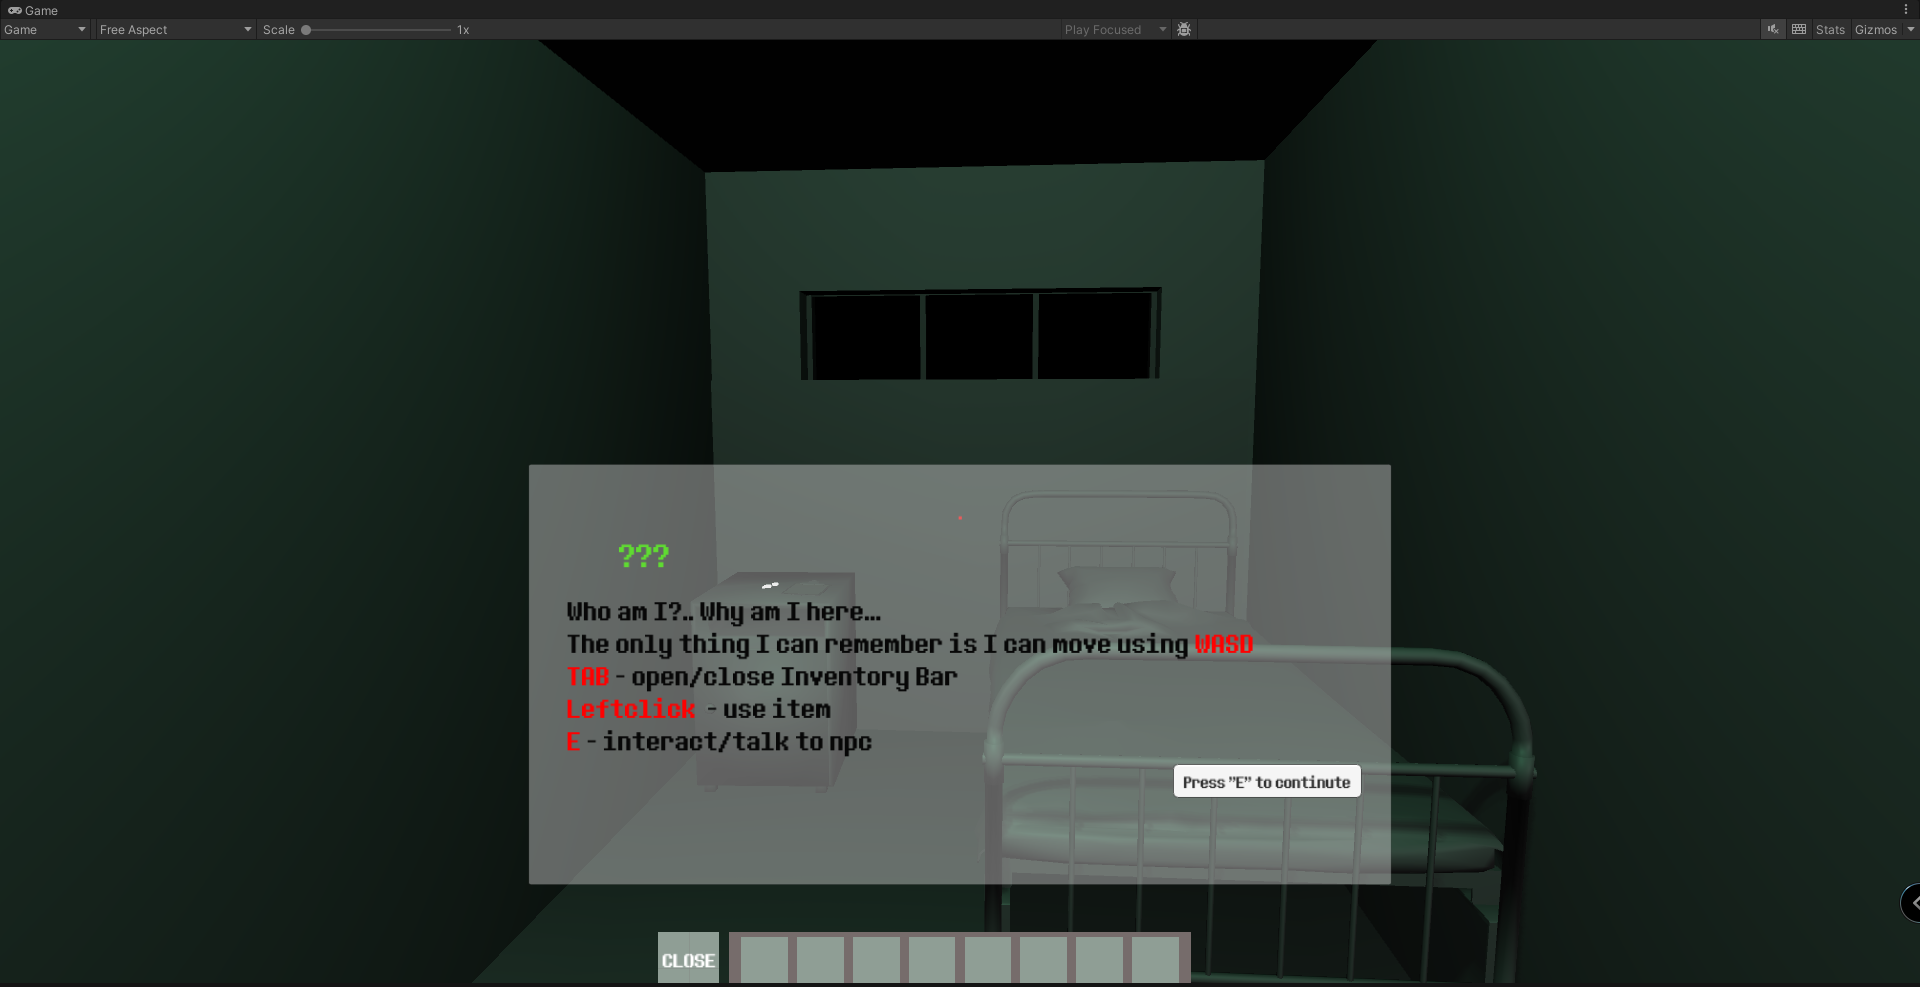 Game
Game Free Aspect Scale 1x Play Focused Stats Gizmos
???
Who am I?.. Why am I here...
The only thing I can remember is I can move using WASD
TAB - open/close Inventory Bar
Leftclick - use item
E - interact/talk to npc
Press "E" to continute
CLOSE